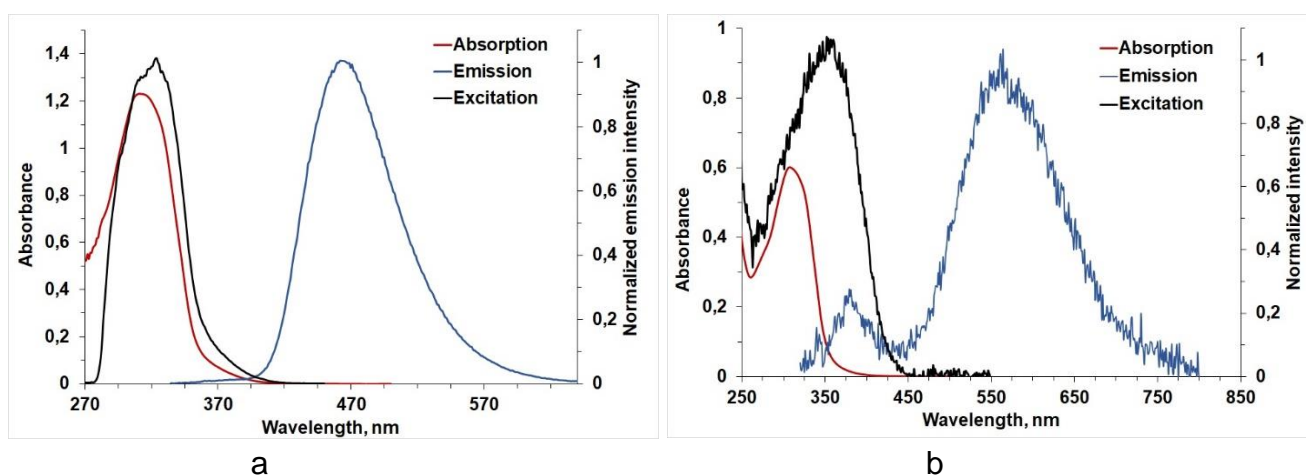 1,4
1,2
1
0,8
0,6
0,4
0,2
0
Absorbance
270
370
470
570
Wavelength, nm
1
0,8
0,6
0,4
0,2
0
Normalized emission intensity
Absorption
Emission
Excitation
a
1
0,8
0,6
0,4
0,2
0
Absorbance
250
350
450
550
650
750
850
Wavelength, nm
1
0,8
0,6
0,4
0,2
0
Normalized intensity
Absorption
Emission
Excitation
b